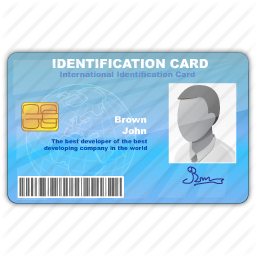 IDENTIFICATION CARD
International Identification Card
Brown
John
The best developer of the best
developing company in the world